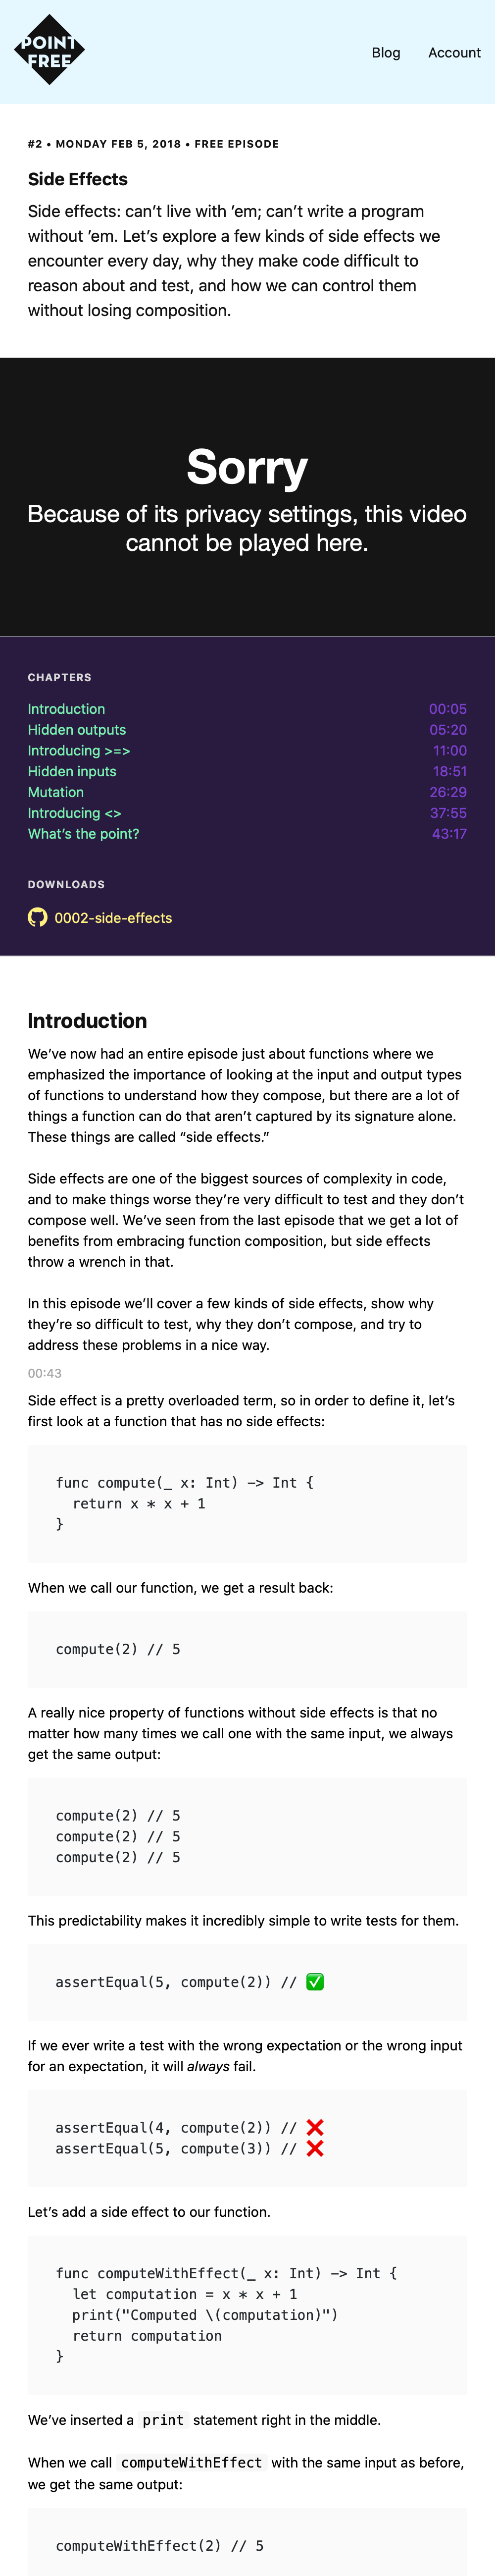 POINT
FREE
Blog
Account
#2 • MONDAY FEB 5, 2018 • FREE EPISODE
Side Effects
Side effects: can’t live with ’em; can’t write a program
without ’em. Let’s explore a few kinds of side effects we
encounter every day, why they make code difficult to
reason about and test, and how we can control them
without losing composition.
Sorry
Because of its privacy settings, this video
cannot be played here.
CHAPTERS
Introduction 00:05
Hidden outputs 05:20
Introducing >=> 11:00
Hidden inputs 18:51
Mutation 26:29
Introducing <> 37:55
What’s the point? 43:17
DOWNLOADS
0002-side-effects
Introduction
We’ve now had an entire episode just about functions where we
emphasized the importance of looking at the input and output types
of functions to understand how they compose, but there are a lot of
things a function can do that aren’t captured by its signature alone.
These things are called “side effects.”
Side effects are one of the biggest sources of complexity in code,
and to make things worse they’re very difficult to test and they don’t
compose well. We’ve seen from the last episode that we get a lot of
benefits from embracing function composition, but side effects
throw a wrench in that.
In this episode we’ll cover a few kinds of side effects, show why
they’re so difficult to test, why they don’t compose, and try to
address these problems in a nice way.
00:43
Side effect is a pretty overloaded term, so in order to define it, let’s
first look at a function that has no side effects:
func compute(_ x: Int) -> Int {
  return x * x + 1
}
When we call our function, we get a result back:
compute(2) // 5
A really nice property of functions without side effects is that no
matter how many times we call one with the same input, we always
get the same output:
compute(2) // 5
compute(2) // 5
compute(2) // 5
This predictability makes it incredibly simple to write tests for them.
assertEqual(5, compute(2)) // ✅
If we ever write a test with the wrong expectation or the wrong input
for an expectation, it will always fail.
assertEqual(4, compute(2)) // ❌
assertEqual(5, compute(3)) // ❌
Let’s add a side effect to our function.
func computeWithEffect(_ x: Int) -> Int {
  let computation = x * x + 1
  print("Computed \(computation)")
  return computation
}
We’ve inserted a print statement right in the middle.
When we call computeWithEffect with the same input as before,
we get the same output:
computeWithEffect(2) // 5